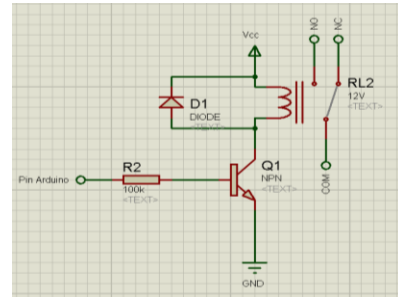 Vcc
NO
NC
D1
DIODE
<TEXT>
RL2
12V
<TEXT>
R2
100k
<TEXT>
Pin Arduino
Q1
NPN
<TEXT>
COM
GND